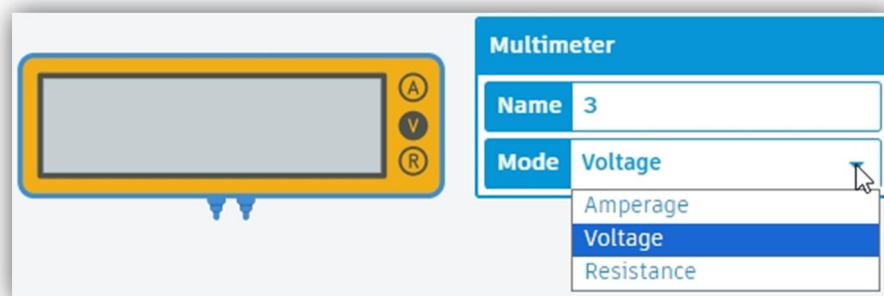 A
V
R
Multimeter
Name 3
Mode Voltage
Amperage
Voltage
Resistance